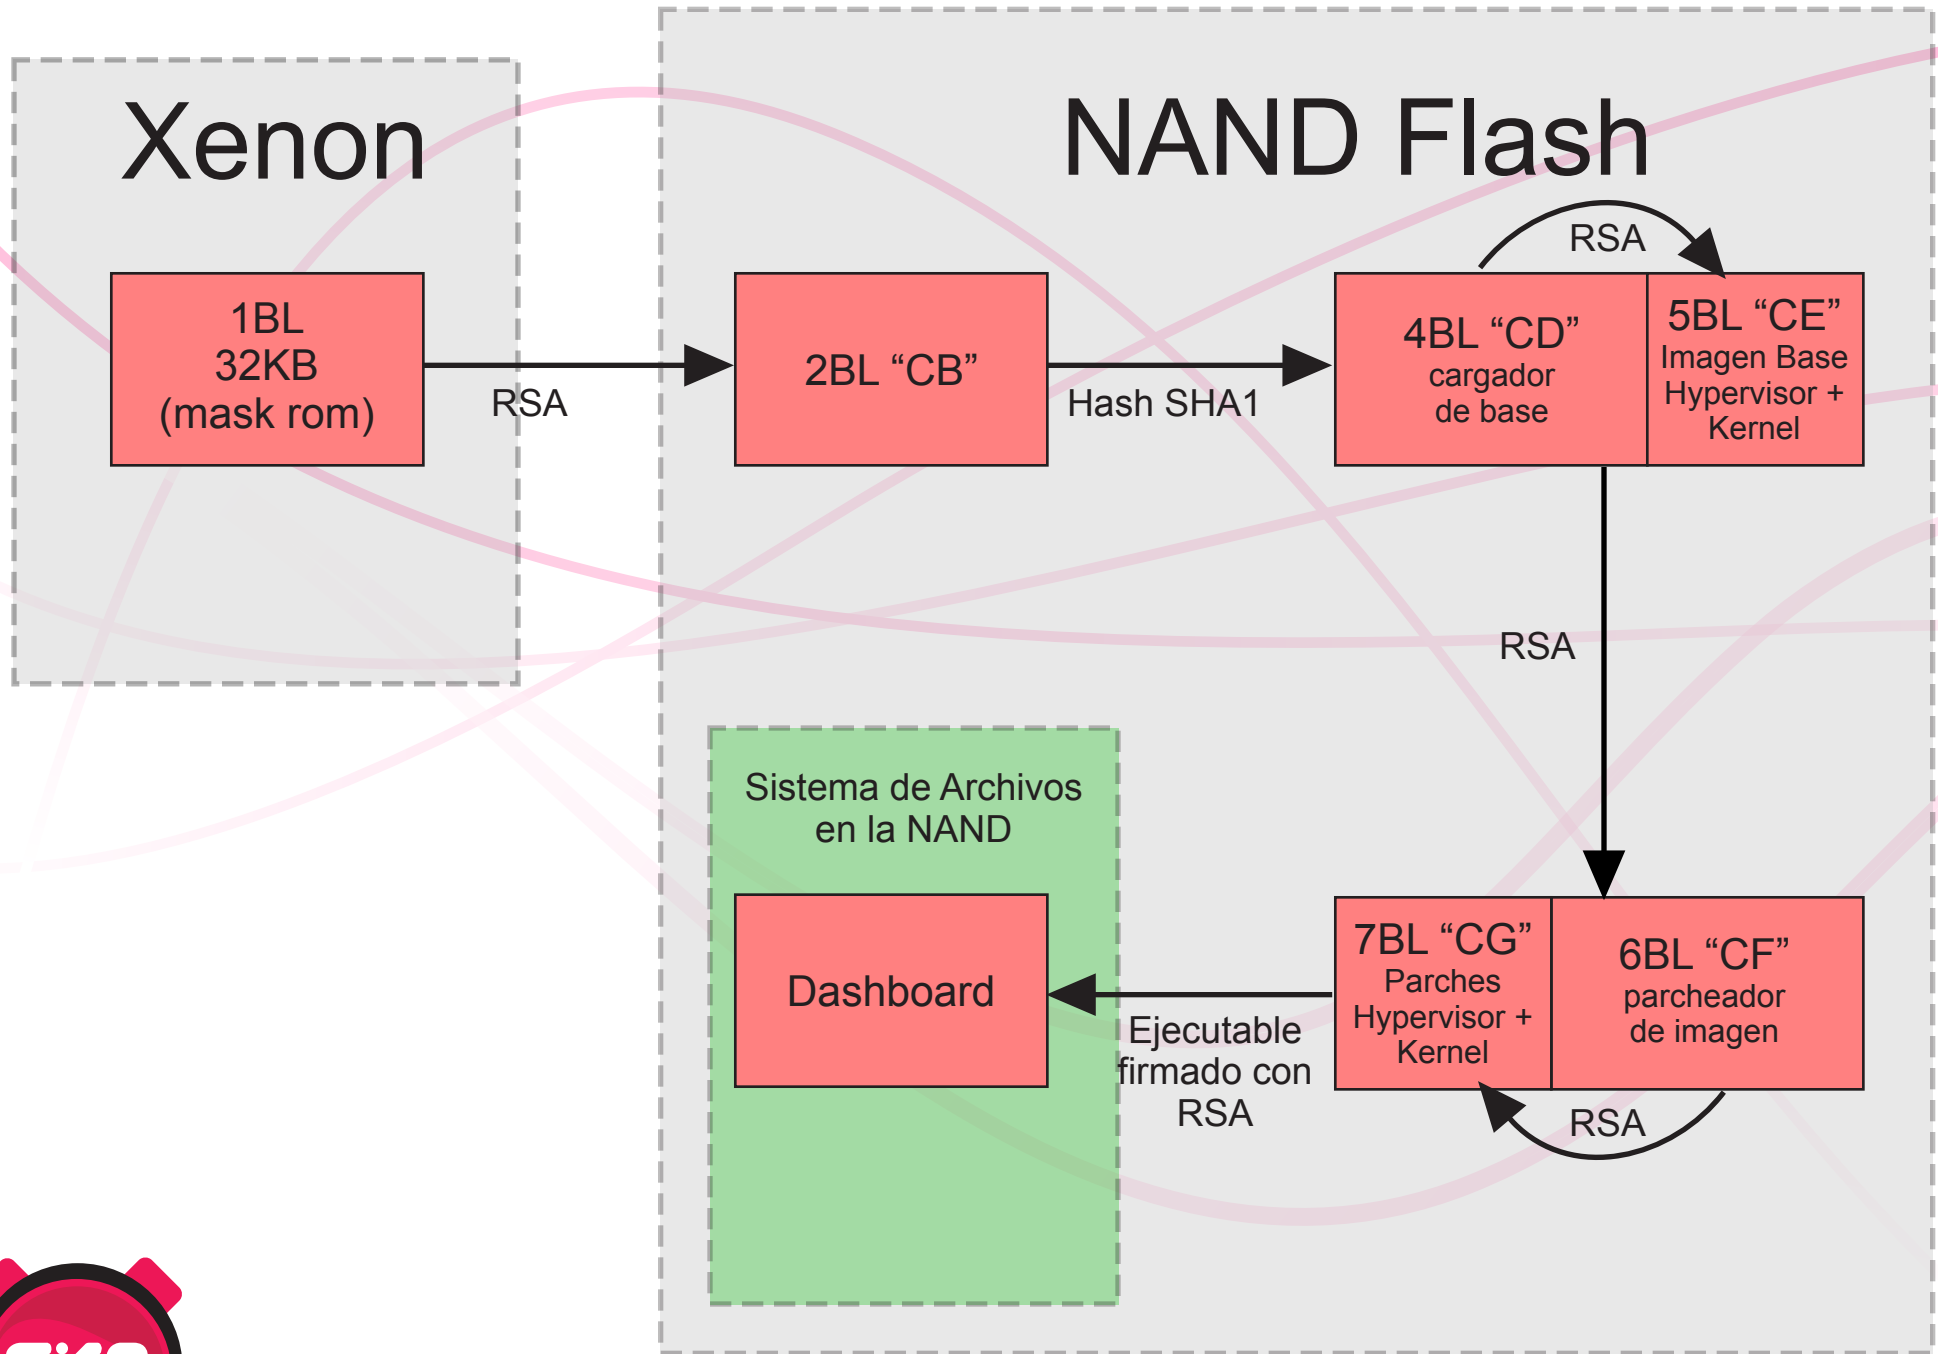 Xenon
1BL
32KB
(mask rom)
RSA
NAND Flash
2BL “CB”
Hash SHA1
RSA
4BL “CD”
cargador
de base
5BL “CE”
Imagen Base
Hypervisor +
Kernel
RSA
Sistema de Archivos
en la NAND
Dashboard
Ejecutable
firmado con
RSA
7BL “CG”
Parches
Hypervisor +
Kernel
6BL “CF”
parcheador
de imagen
RSA